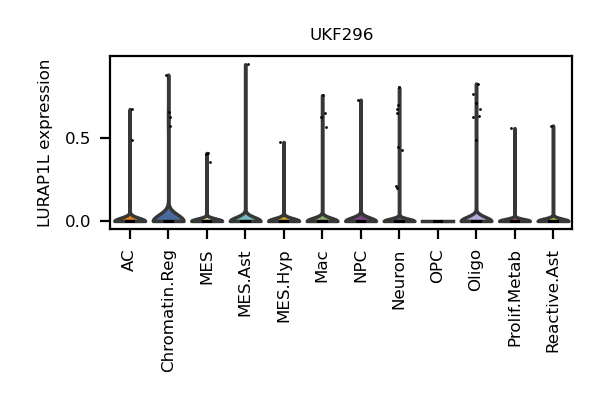 UKF296
LURAP1L expression
0.5
0.0
AC
Chromatin.Reg
MES
MES.Ast
MES.Hyp
Mac
NPC
Neuron
OPC
Oligo
Prolif.Metab
Reactive.Ast